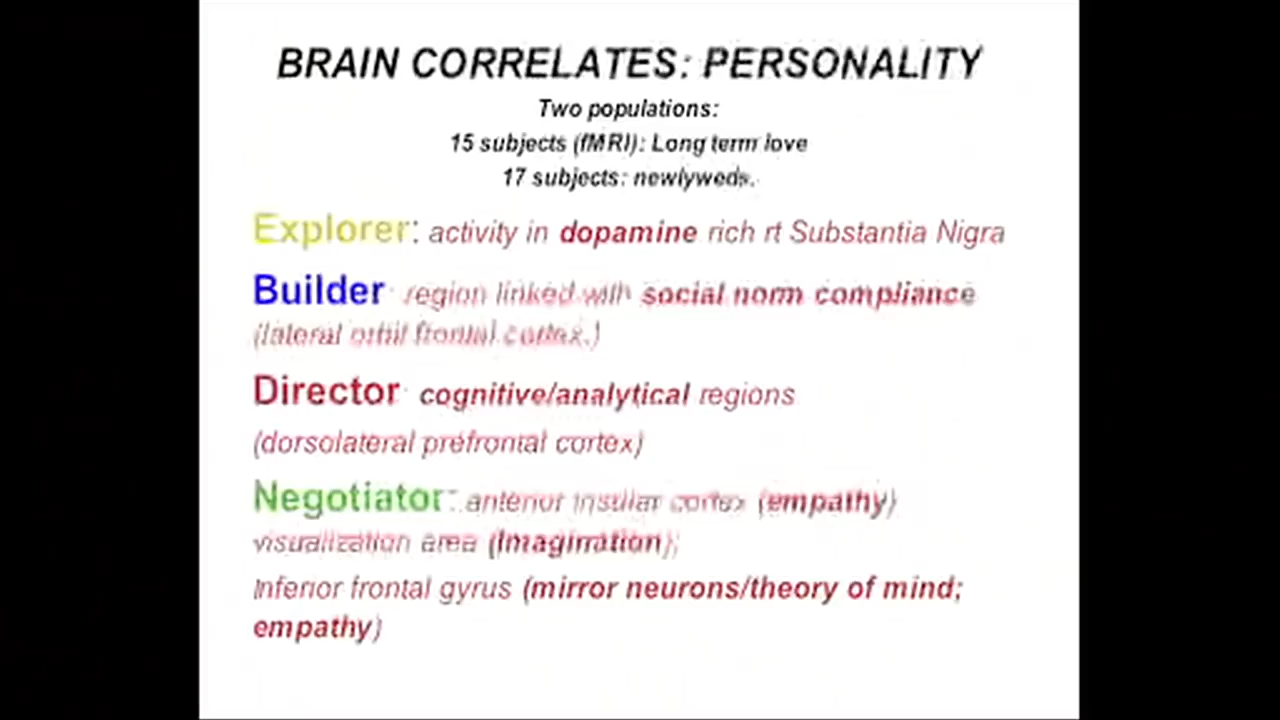 BRAIN CORRELATES: PERSONALITY
Two populations:
15 subjects (fMRI): Long term love
17 subjects: newlyweds.
Explorer: activity in dopamine rich rt Substantia Nigra
Builder region linked with social norm compliance
(lateral orbital frontal cortex.)
Director cognitive/analytical regions
(dorsolateral prefrontal cortex)
Negotiator: anterior insular cortex (empathy)
visualization area (Imagination);
Inferior frontal gyrus (mirror neurons/theory of mind;
empathy)